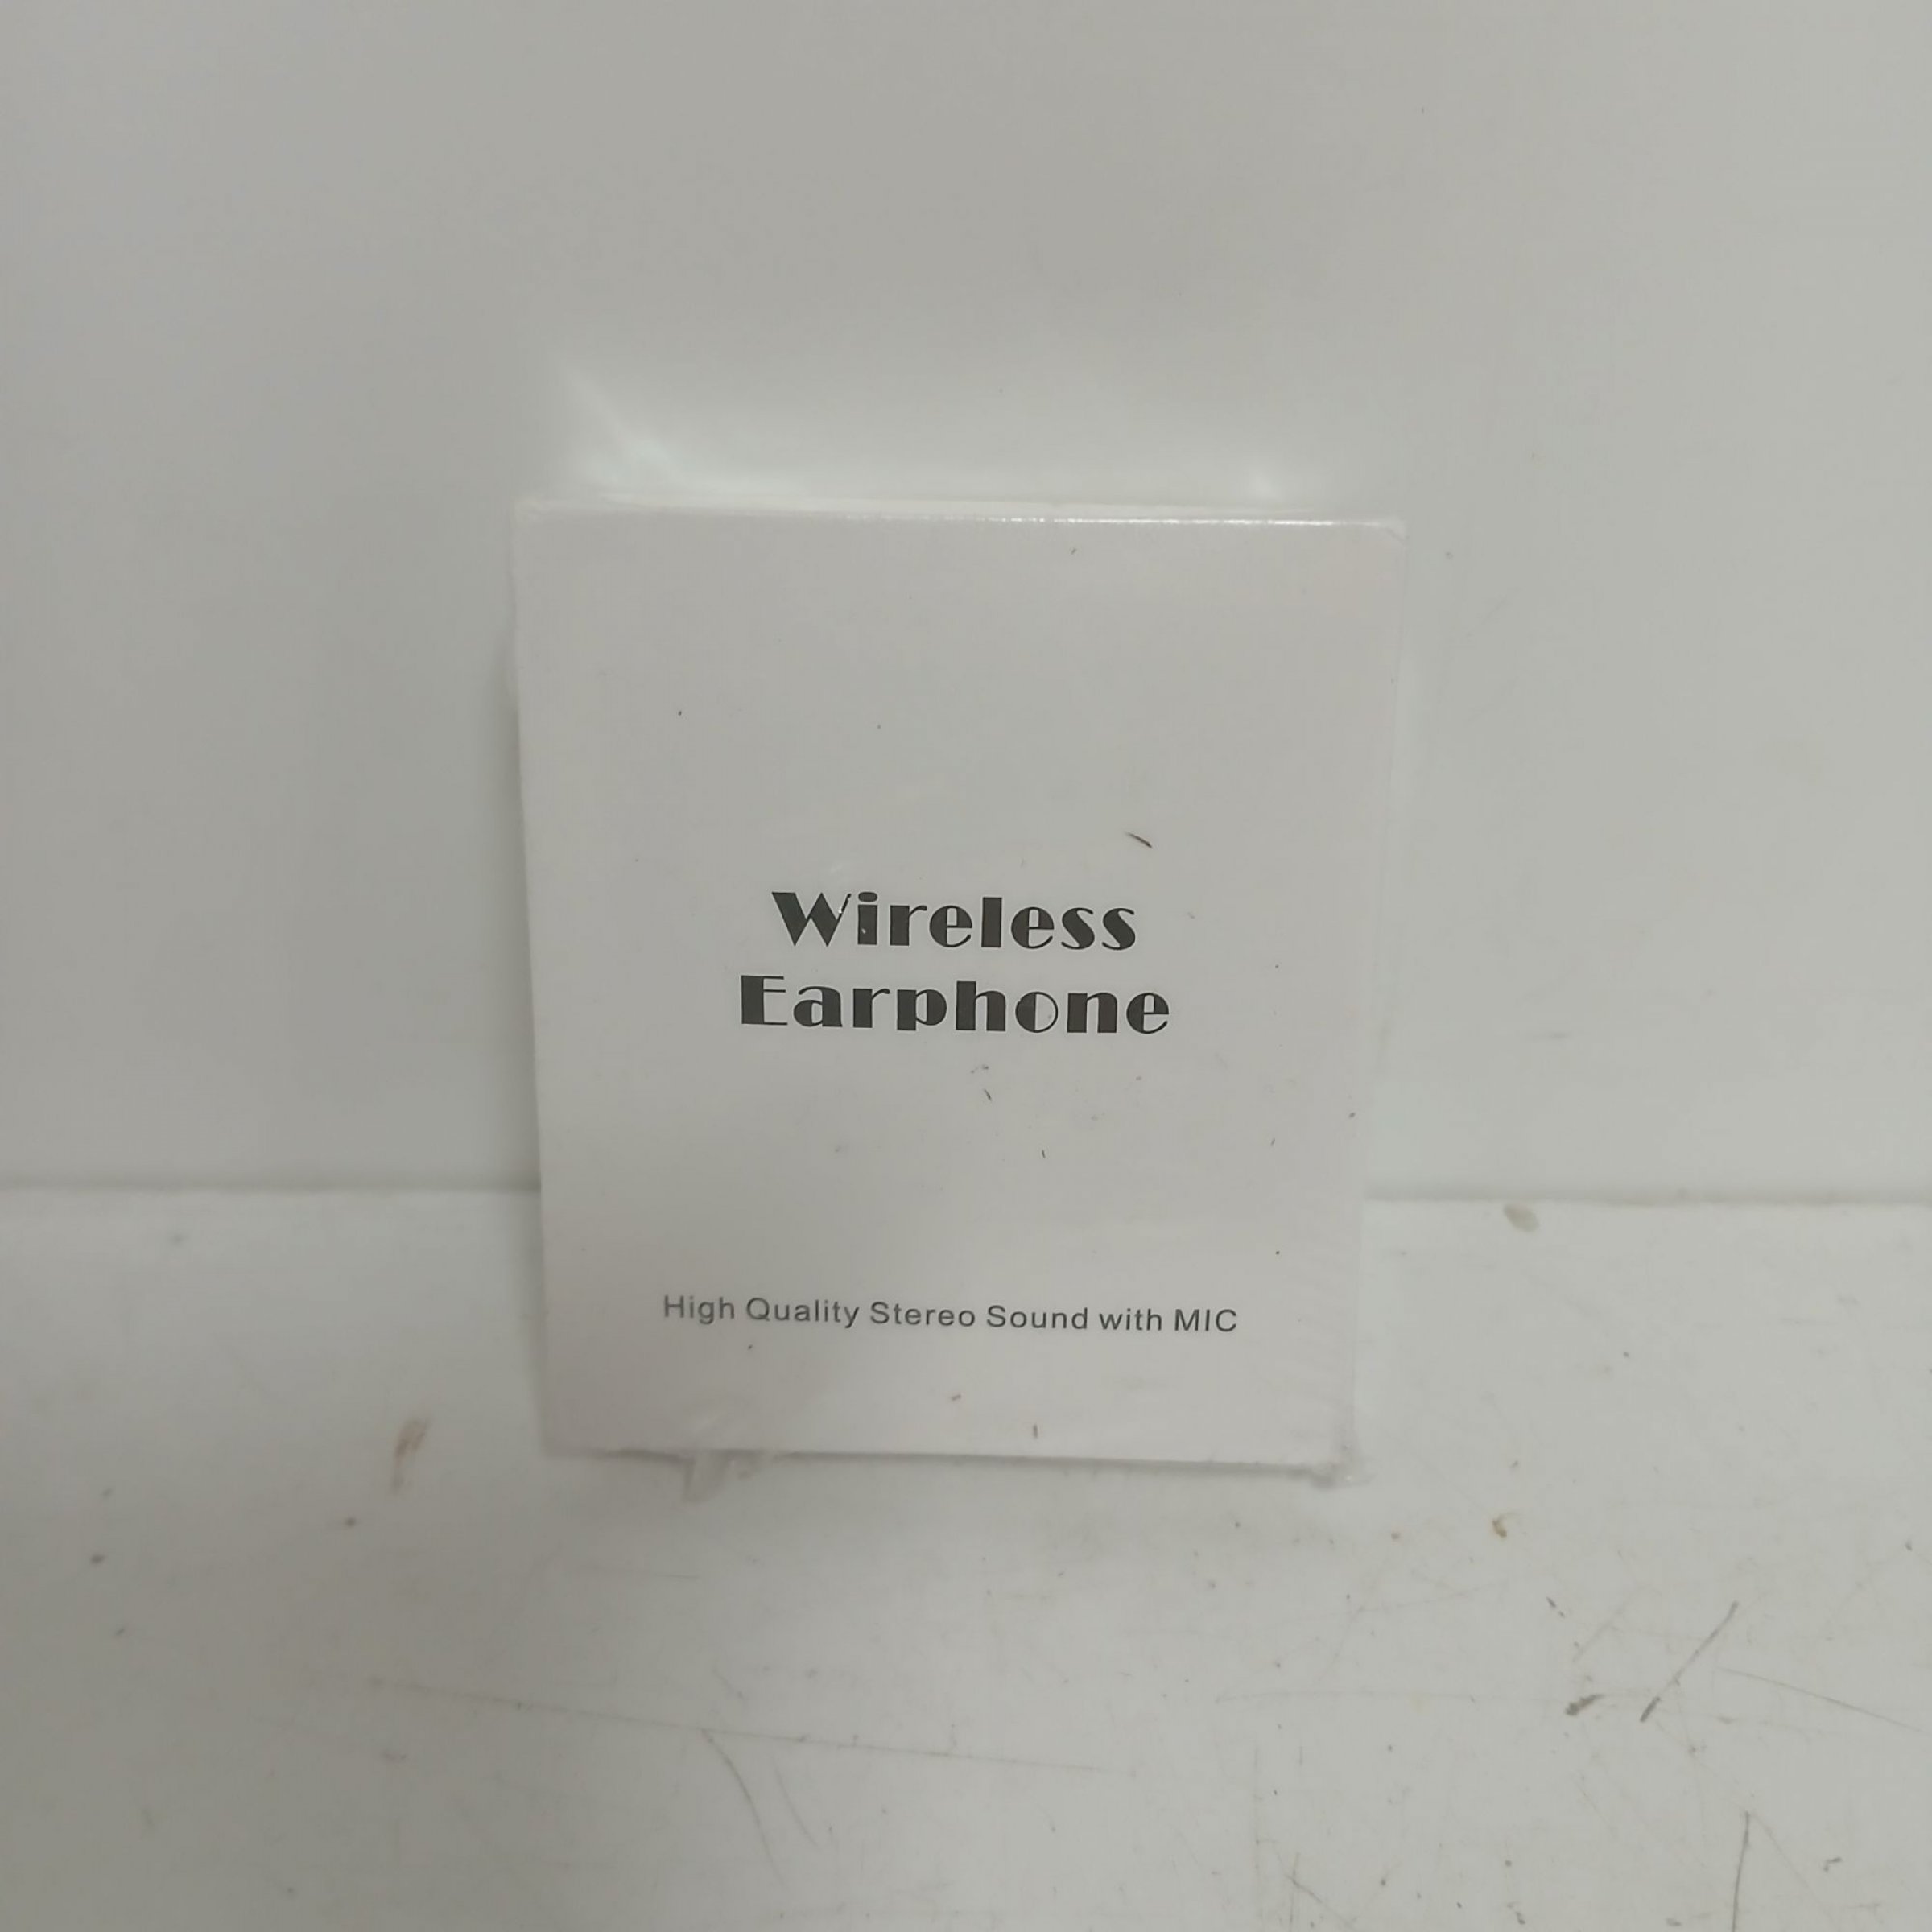 Wireless
Earphone
High Quality Stereo Sound with MIC